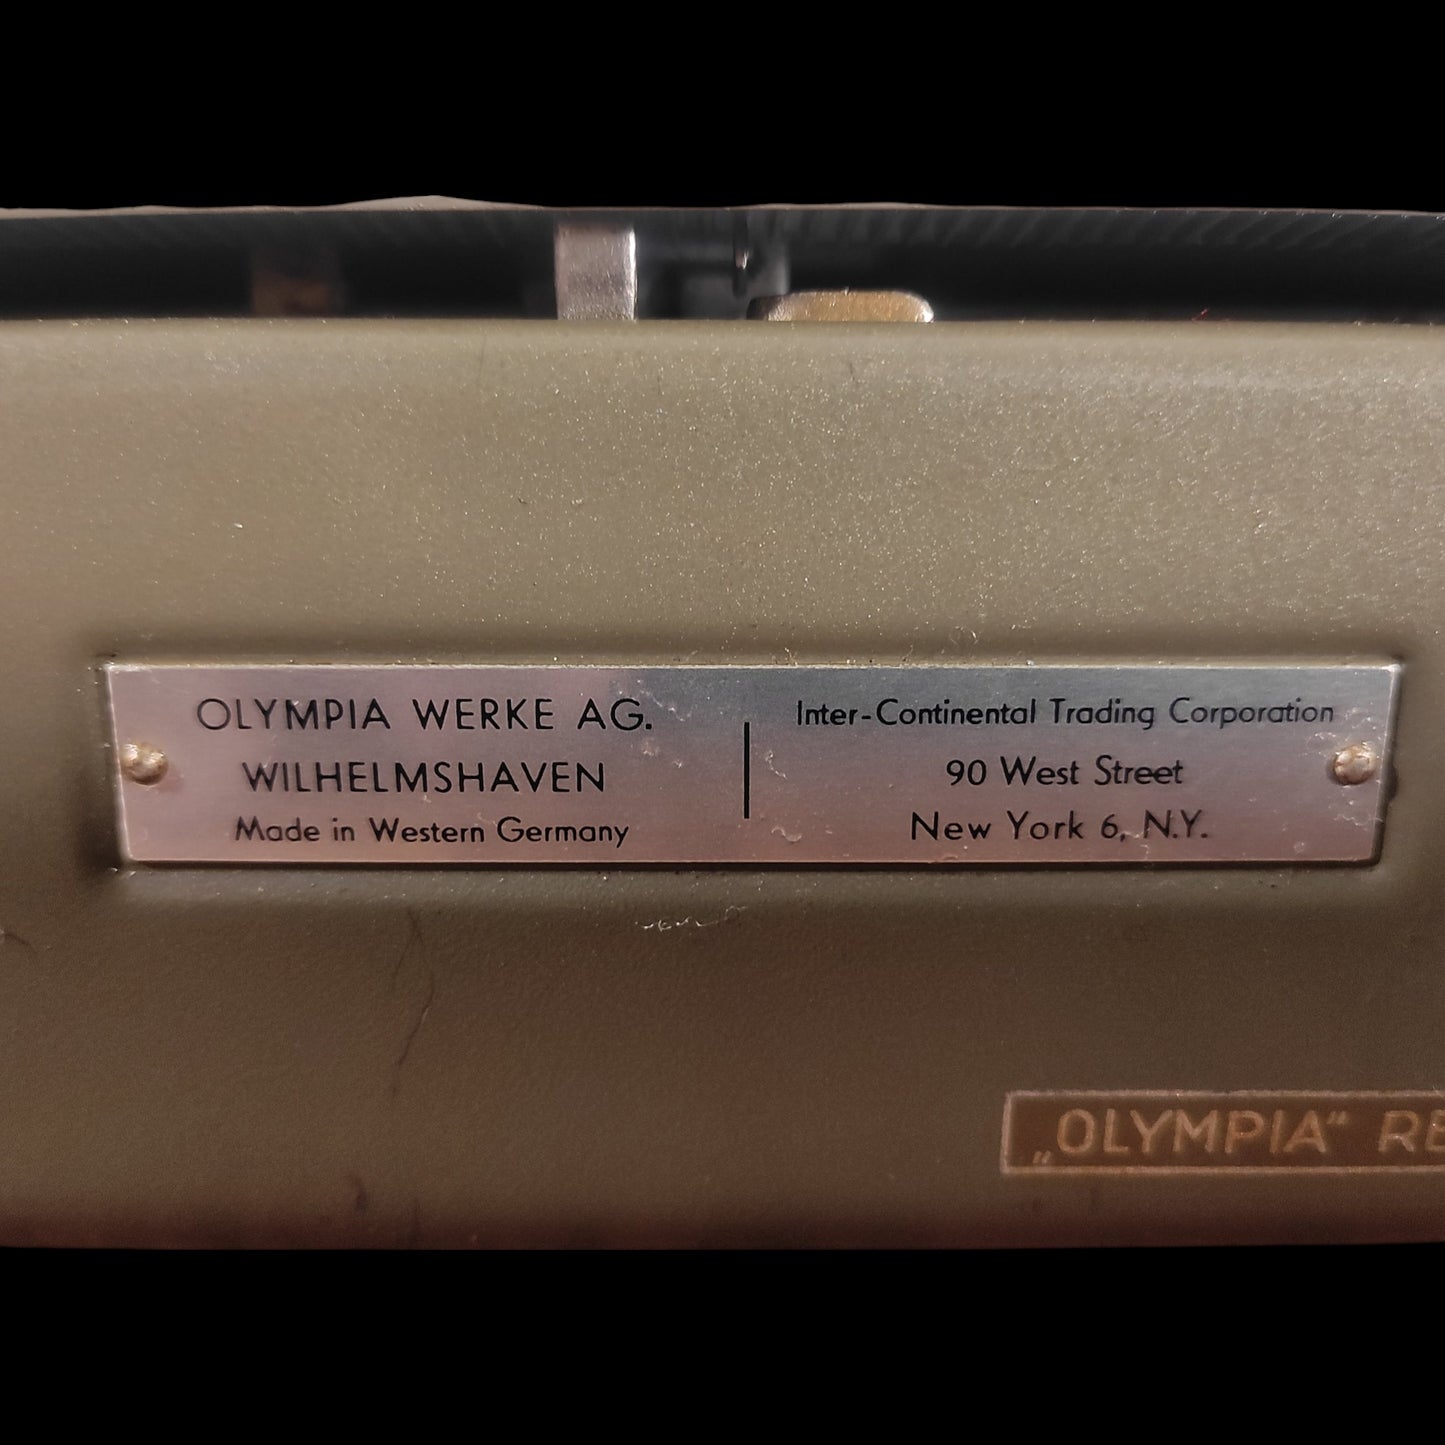 OLYMPIA WERKE AG.
WILHELMSHAVEN
Made in Western Germany
Inter-Continental Trading Corporation
90 West Street
New York 6, N.Y.
„OLYMPIA“